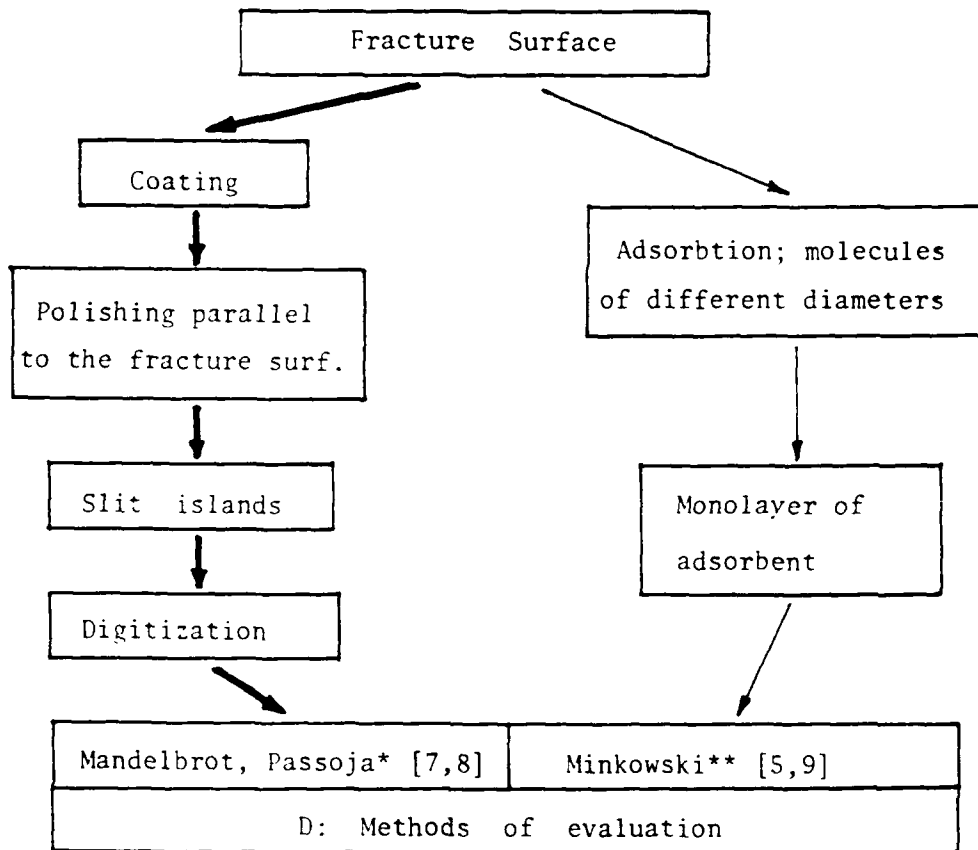 Fracture Surface
Coating
Polishing parallel
to the fracture surf.
Slit islands
Digitization
Adsorbtion; molecules
of different diameters
Monolayer of
adsorbent
Mandelbrot, Passoja* [7,8]
Minkowski** [5,9]
D: Methods of evaluation